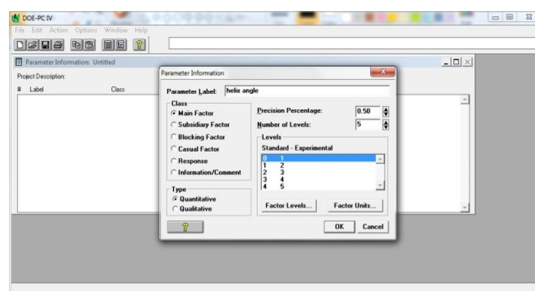 DOE-PC IV
File Edit Action Options Window Help
Parameter Information: Untitled
Project Description:
# Label Class
Parameter Information
Parameter Label: helix angle
Class
Main Factor
Subsidiary Factor
Blocking Factor
Casual Factor
Response
Information/Comment
Type
Quantitative
Qualitative
Precision Percentage: 0.50
Number of Levels: 5
Levels
Standard - Experimental
0 1
1 2
2 3
3 4
4 5
Factor Levels...
Factor Units...
OK
Cancel